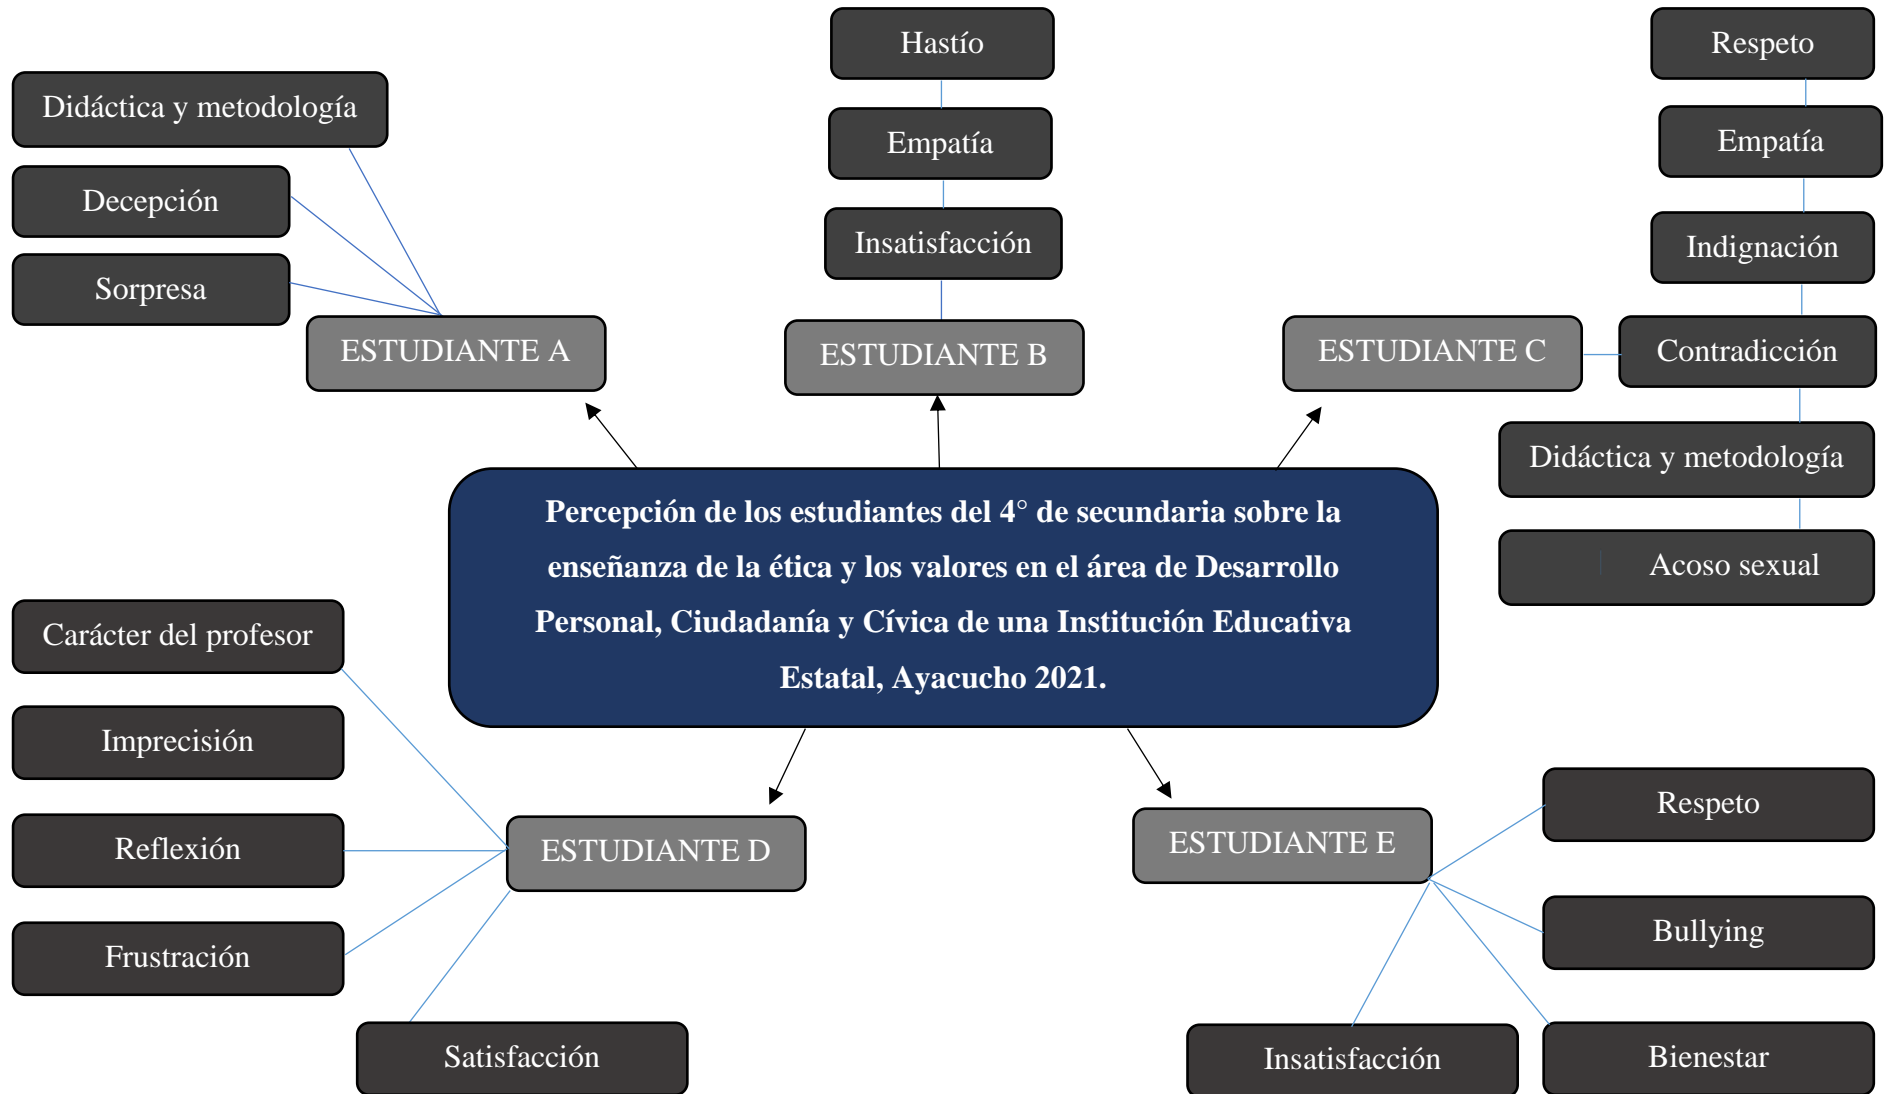 Hastío
Respeto
Didáctica y metodología
Empatía
Empatía
Decepción
Insatisfacción
Indignación
Sorpresa
ESTUDIANTE A
ESTUDIANTE B
ESTUDIANTE C
Contradicción
Didáctica y metodología
Acoso sexual
Percepción de los estudiantes del 4° de secundaria sobre la
enseñanza de la ética y los valores en el área de Desarrollo
Personal, Ciudadanía y Cívica de una Institución Educativa
Estatal, Ayacucho 2021.
Carácter del profesor
Imprecisión
Reflexión
Frustración
Satisfacción
ESTUDIANTE D
ESTUDIANTE E
Respeto
Bullying
Bienestar
Insatisfacción